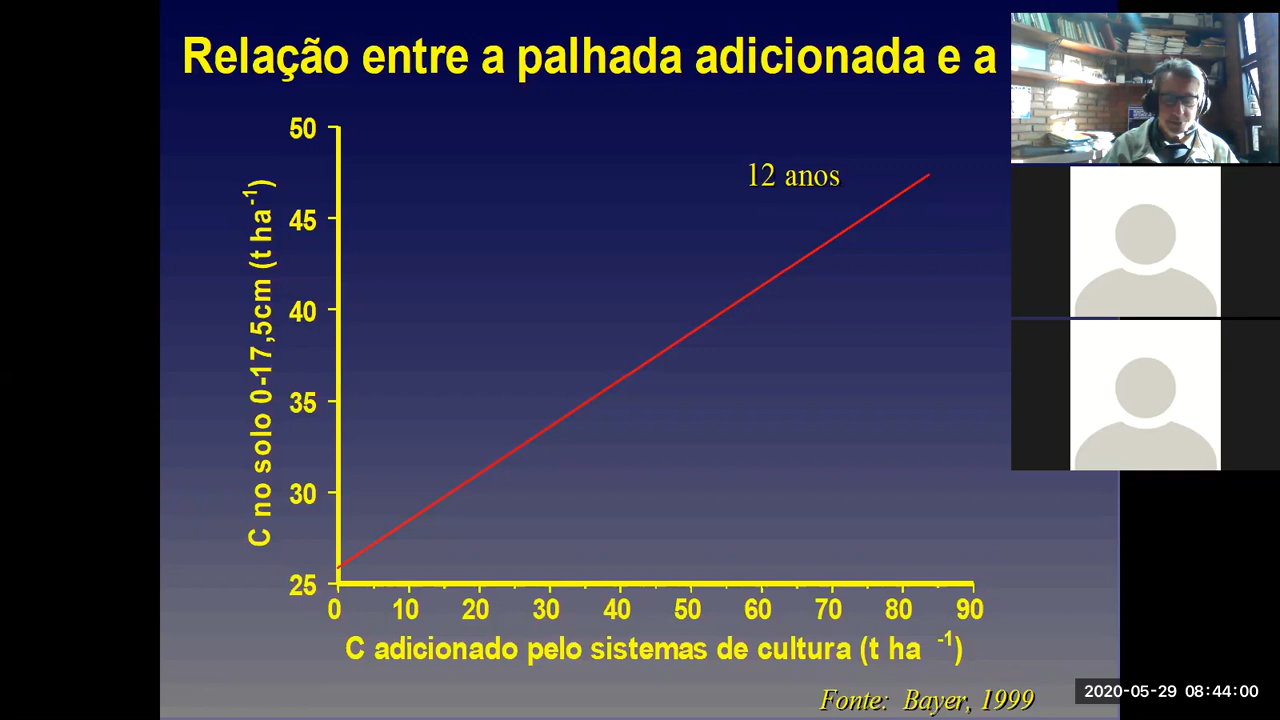 Relação entre a palhada adicionada e a
12 anos
C no solo 0-17,5cm (t ha-1)
50
45
40
35
30
25
0 10 20 30 40 50 60 70 80 90
C adicionado pelo sistemas de cultura (t ha -1)
Fonte: Bayer, 1999
2020-05-29 08:44:00